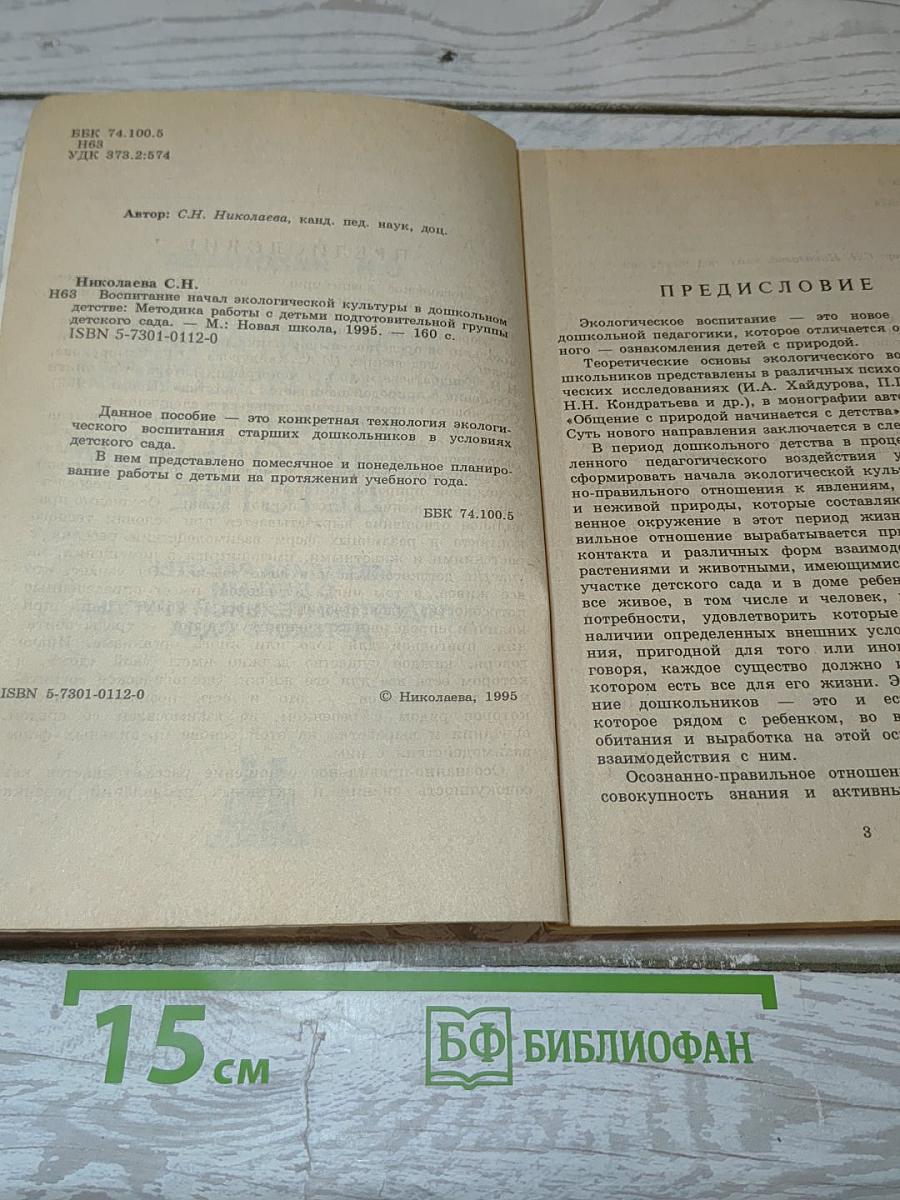 ББК 74.100.5
Н63
УДК 373.2:574
Автор: С.Н. Николаева, канд. пед. наук, доц.
Николаева С.Н.
Н63 Воспитание начал экологической культуры в дошкольном
детстве: Методика работы с детьми подготовительной группы
детского сада. — М.: Новая школа, 1995. — 160 с.
ISBN 5-7301-0112-0
Данное пособие — это конкретная технология экологи-
ческого воспитания старших дошкольников в условиях
детского сада.
В нем представлено помесячное и понедельное планиро-
вание работы с детьми на протяжений учебного года.
ББК 74.100.5
ISBN 5-7301-0112-0
© Николаева, 1995
ПРЕДИСЛОВИЕ
Экологическое воспитание — это новое
дошкольной педагогики, которое отличается о
ного — ознакомления детей с природой.
Теоретические основы экологического во
школьников представлены в различных психо
ческих исследованиях (И.А. Хайдурова, П.Г
Н.Н. Кондратьева и др.), в монографии авт
«Общение с природой начинается с детства»
Суть нового направления заключается в сле
В период дошкольного детства в проце
ленного педагогического воздействия у
сформировать начала экологической куль
но-правильного отношения к явлениям,
и неживой природы, которые составляю
венное окружение в этот период жизн
вильное отношение вырабатывается при
контакта и различных форм взаимоде
растениями и животными, имеющимис
участке детского сада и в доме ребен
все живое, в том числе и человек,
потребности, удовлетворить которые
наличии определенных внешних усло
ния, пригодной для того или ино
говоря, каждое существо должно и
котором есть все для его жизни. Э
ние дошкольников — это и ес
которое рядом с ребенком, во в
обитания и выработка на этой ос
взаимодействия с ним.
Осознанно-правильное отношен
совокупность знания и активны
3
15 см
БФ БИБЛИОФАН